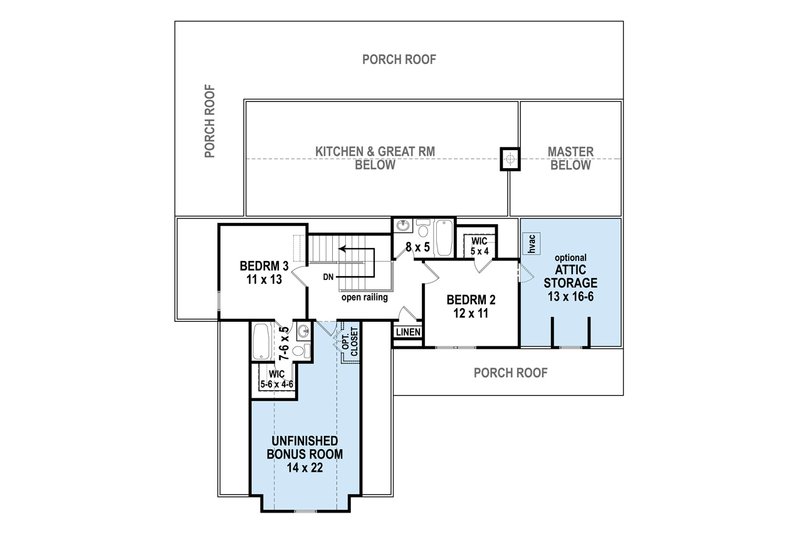 PORCH ROOF
PORCH ROOF
KITCHEN & GREAT RM
BELOW
MASTER
BELOW
8 x 5
WIC
5 x 4
hvac
optional
ATTIC
STORAGE
13 x 16-6
BEDRM 3
11 x 13
DN
open railing
BEDRM 2
12 x 11
LINEN
7-6 x 5
OPT.
CLOSET
WIC
5-6 x 4-6
PORCH ROOF
UNFINISHED
BONUS ROOM
14 x 22